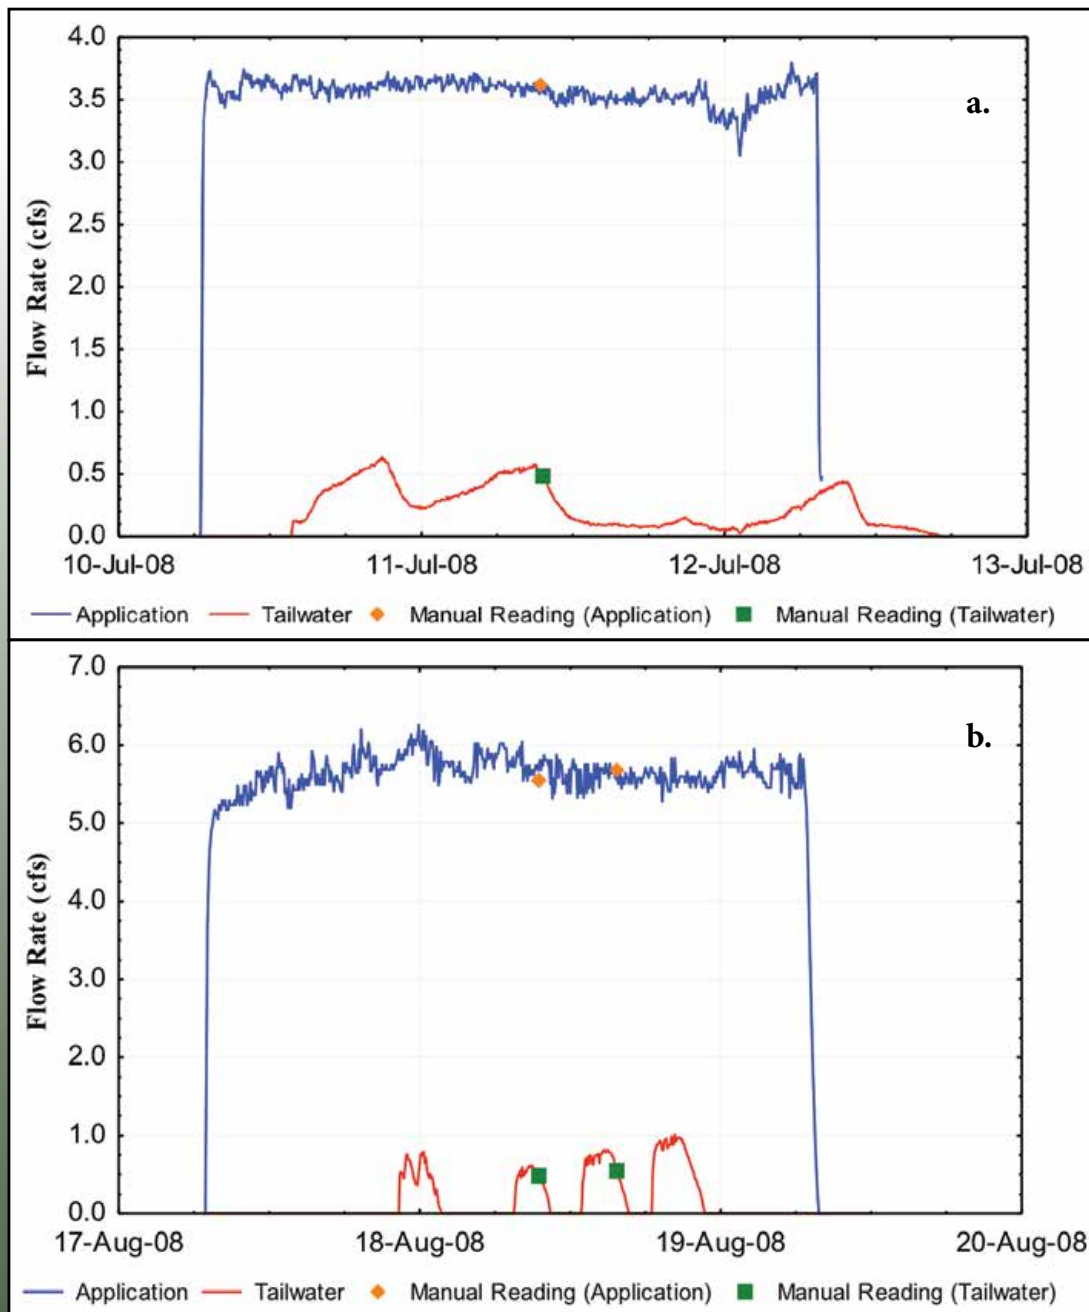 4.0
3.5
3.0
2.5
2.0
1.5
1.0
0.5
0.0
Flow Rate (cfs)
a.
10-Jul-08 11-Jul-08 12-Jul-08 13-Jul-08
Application Tailwater Manual Reading (Application) Manual Reading (Tailwater)
7.0
6.0
5.0
4.0
3.0
2.0
1.0
0.0
Flow Rate (cfs)
b.
17-Aug-08 18-Aug-08 19-Aug-08 20-Aug-08
Application Tailwater Manual Reading (Application) Manual Reading (Tailwater)